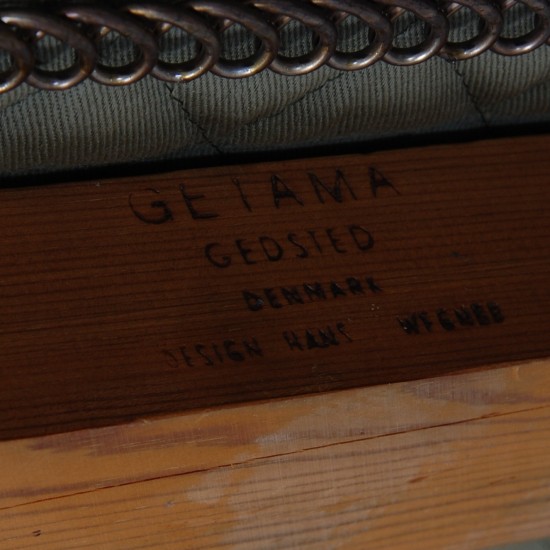 GETAMA
GEDSTED
DENMARK
DESIGN HANS WEGNER